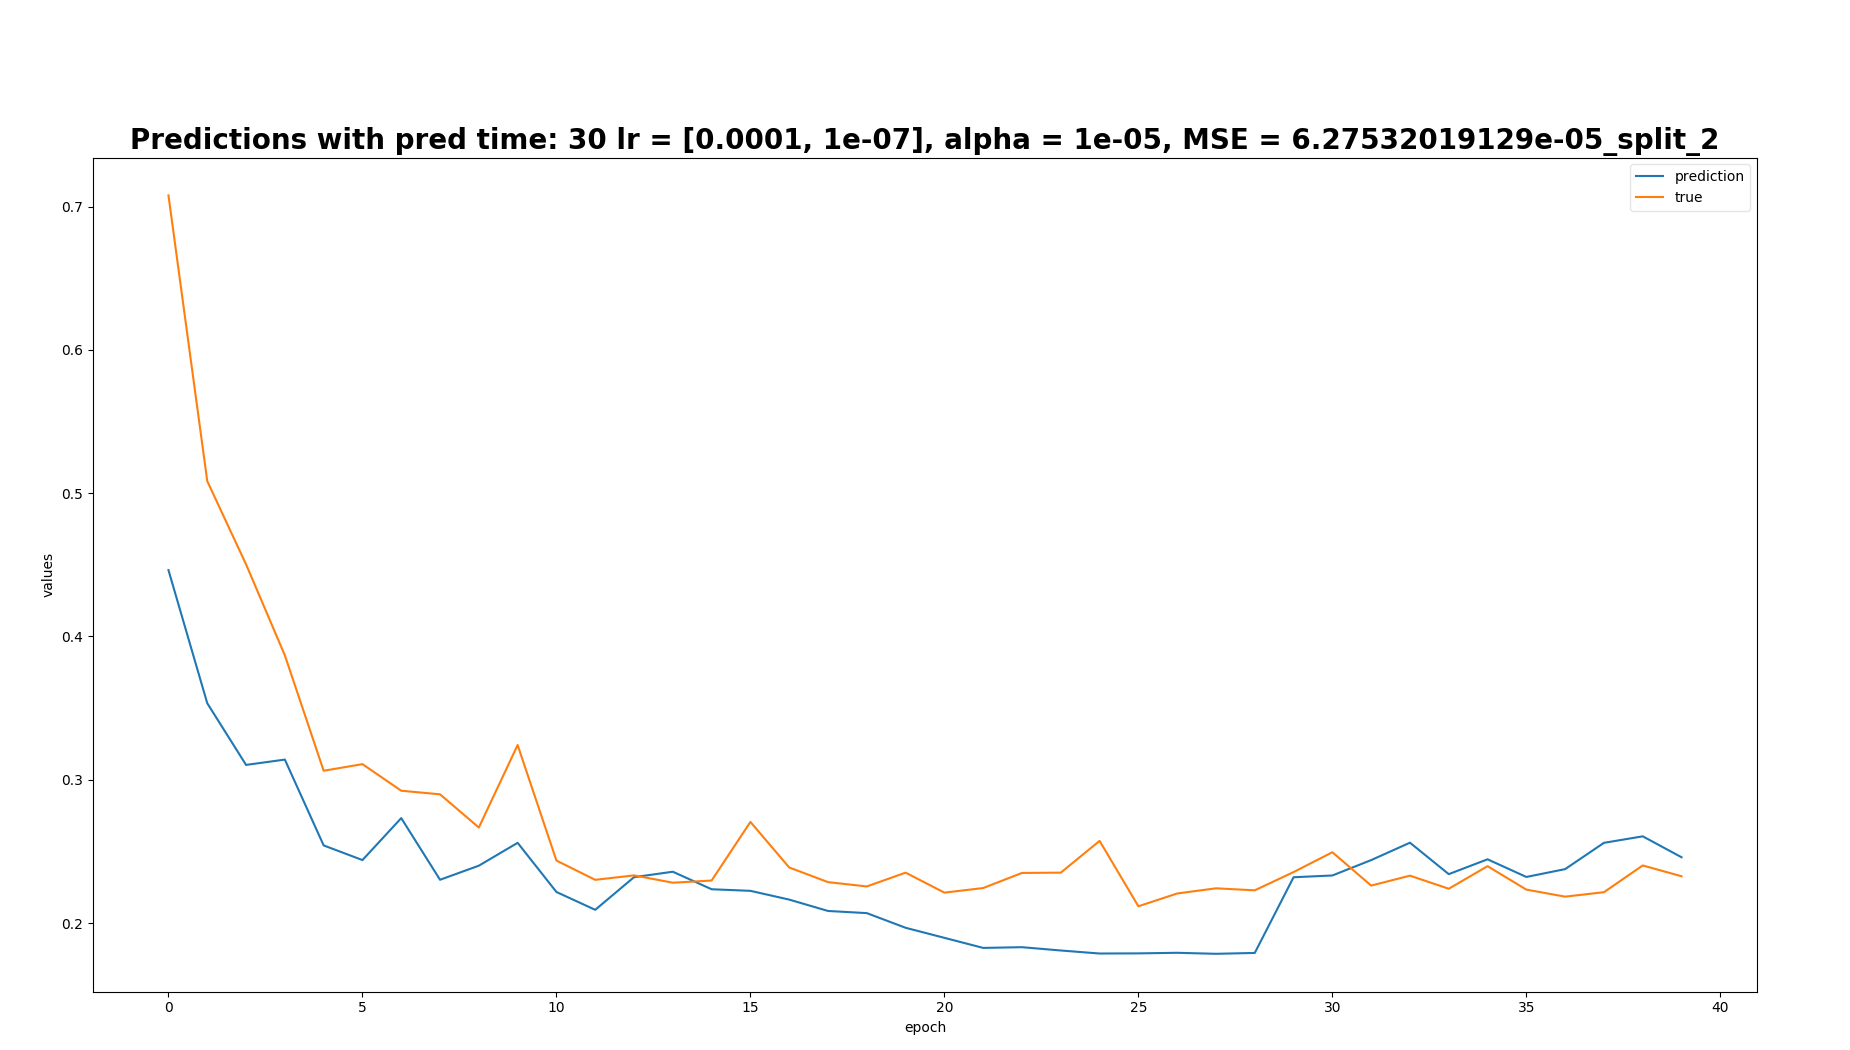 Predictions with pred time: 30 lr = [0.0001, 1e-07], alpha = 1e-05, MSE = 6.27532019129e-05_split_2
prediction
true
0.7
0.6
0.5
0.4
0.3
0.2
values
0 5 10 15 20 25 30 35 40
epoch